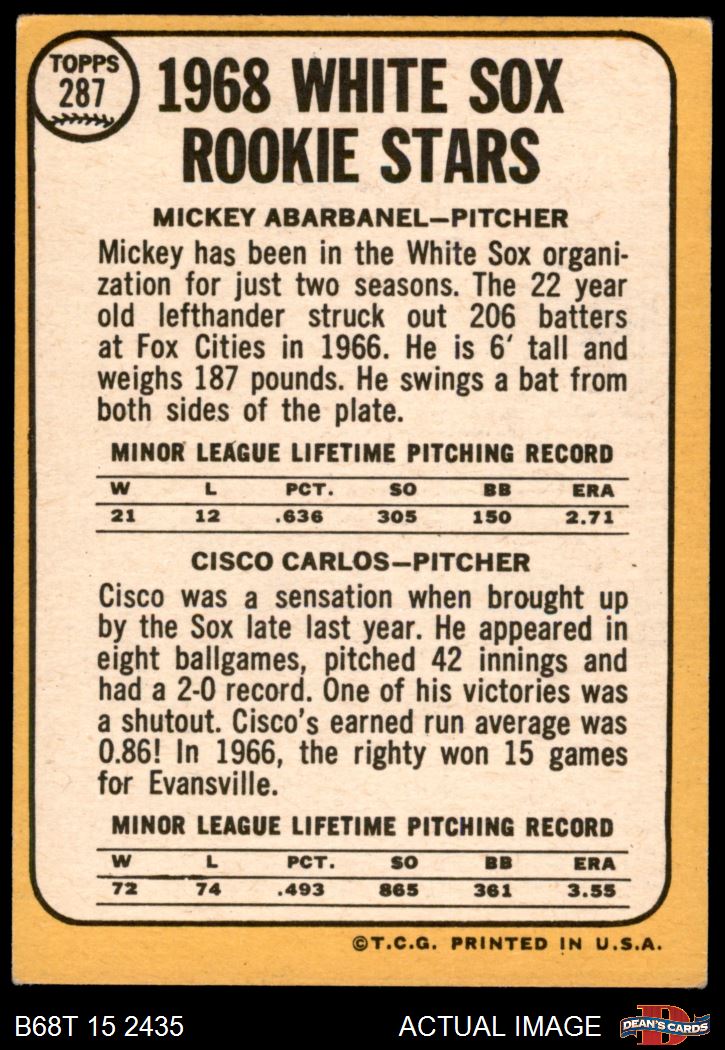 TOPPS
287
1968 WHITE SOX
ROOKIE STARS
MICKEY ABARBANEL—PITCHER
Mickey has been in the White Sox organi-
zation for just two seasons. The 22 year
old lefthander struck out 206 batters
at Fox Cities in 1966. He is 6' tall and
weighs 187 pounds. He swings a bat from
both sides of the plate.
MINOR LEAGUE LIFETIME PITCHING RECORD
W L PCT. SO BB ERA
21 12 .636 305 150 2.71
CISCO CARLOS—PITCHER
Cisco was a sensation when brought up
by the Sox late last year. He appeared in
eight ballgames, pitched 42 innings and
had a 2-0 record. One of his victories was
a shutout. Cisco's earned run average was
0.86! In 1966, the righty won 15 games
for Evansville.
MINOR LEAGUE LIFETIME PITCHING RECORD
W L PCT. SO BB ERA
72 74 .493 865 361 3.55
©T.C.G. PRINTED IN U.S.A.
B68T 15 2435 ACTUAL IMAGE
D
DEAN'S CARDS